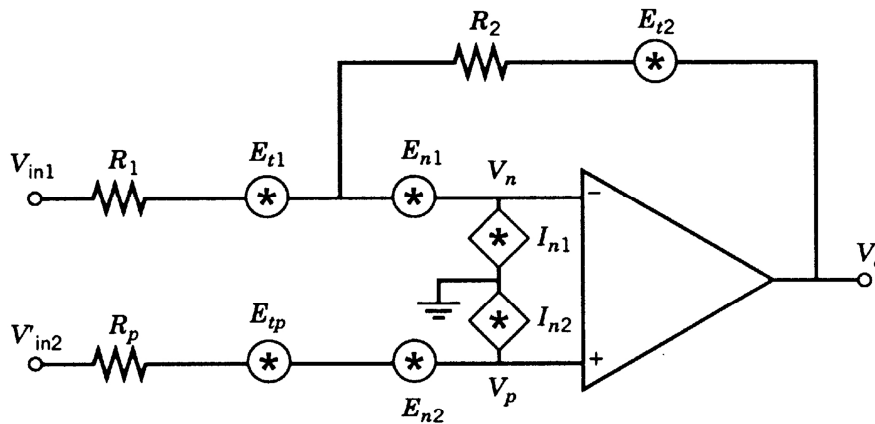 R2
Et2
Vin1
R1
Et1
En1
Vn
−
In1
V'in2
Rp
Etp
In2
+
En2
Vp